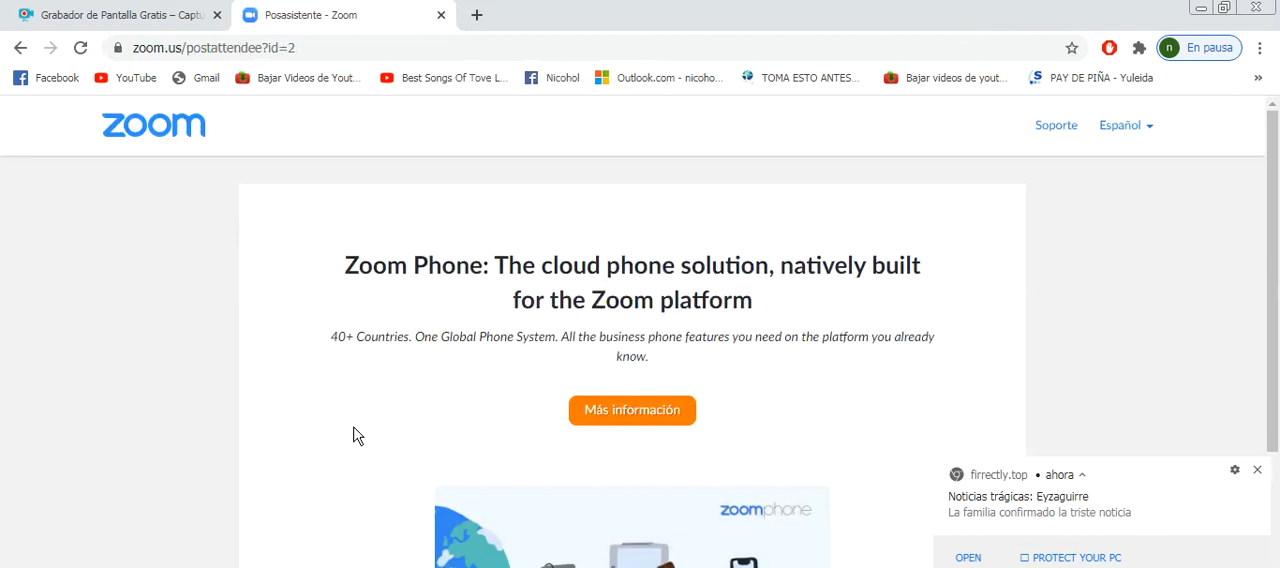 Grabador de Pantalla Gratis – Captu
Posasistente - Zoom
zoom.us/postattendee?id=2
n En pausa
Facebook YouTube Gmail Bajar Videos de Yout... Best Songs Of Tove L... Nicohol Outlook.com - nicoho... TOMA ESTO ANTES... Bajar videos de yout... PAY DE PIÑA - Yuleida »
zoom
Soporte Español
Zoom Phone: The cloud phone solution, natively built
for the Zoom platform
40+ Countries. One Global Phone System. All the business phone features you need on the platform you already
know.
Más información
zoomphone
firrectly.top • ahora
Noticias trágicas: Eyzaguirre
La familia confirmado la triste noticia
OPEN PROTECT YOUR PC